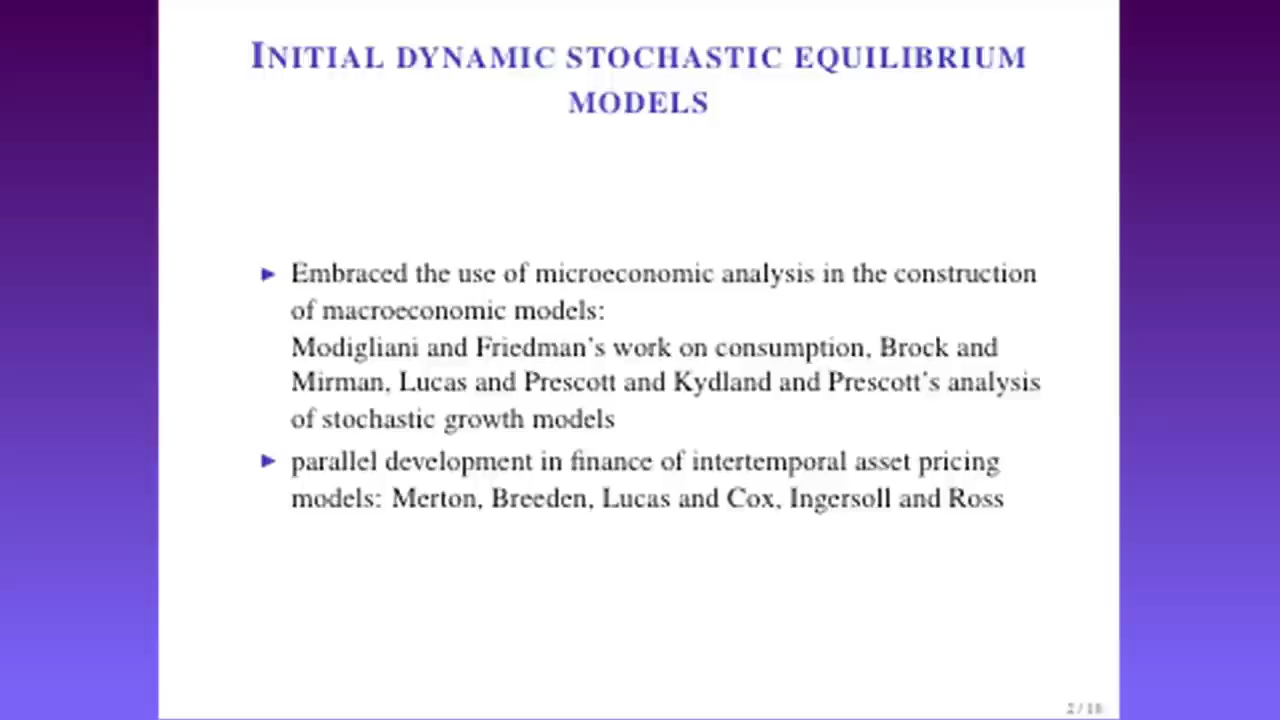 INITIAL DYNAMIC STOCHASTIC EQUILIBRIUM
MODELS
► Embraced the use of microeconomic analysis in the construction
of macroeconomic models:
Modigliani and Friedman's work on consumption, Brock and
Mirman, Lucas and Prescott and Kydland and Prescott's analysis
of stochastic growth models
► parallel development in finance of intertemporal asset pricing
models: Merton, Breeden, Lucas and Cox, Ingersoll and Ross